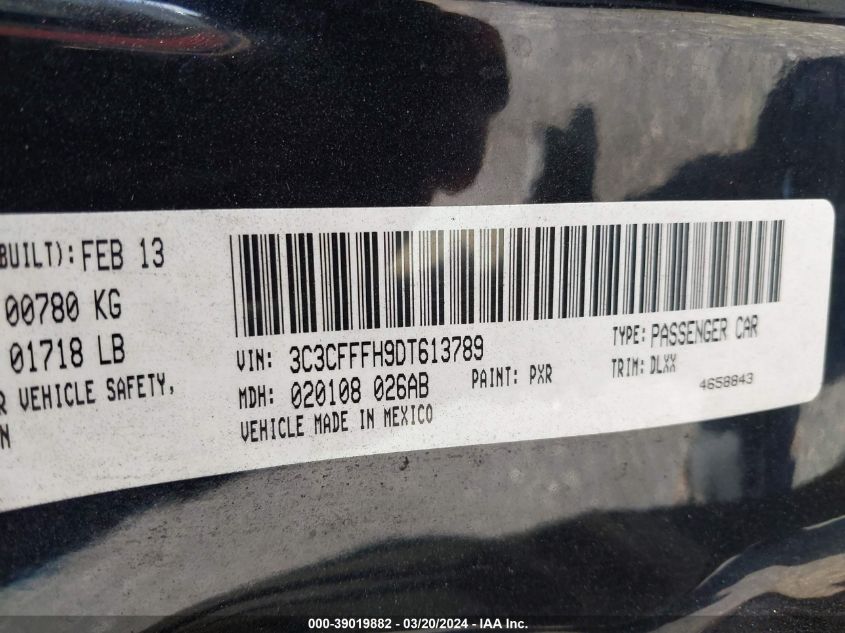 BUILT): FEB 13
00780 KG
01718 LB
R VEHICLE SAFETY,
N
VIN: 3C3CFFFH9DT613789
MDH: 020108 026AB
PAINT: PXR
VEHICLE MADE IN MEXICO
TYPE: PASSENGER CAR
TRIM: DLXX
4658843
000-39019882 — 03/20/2024 — IAA Inc.